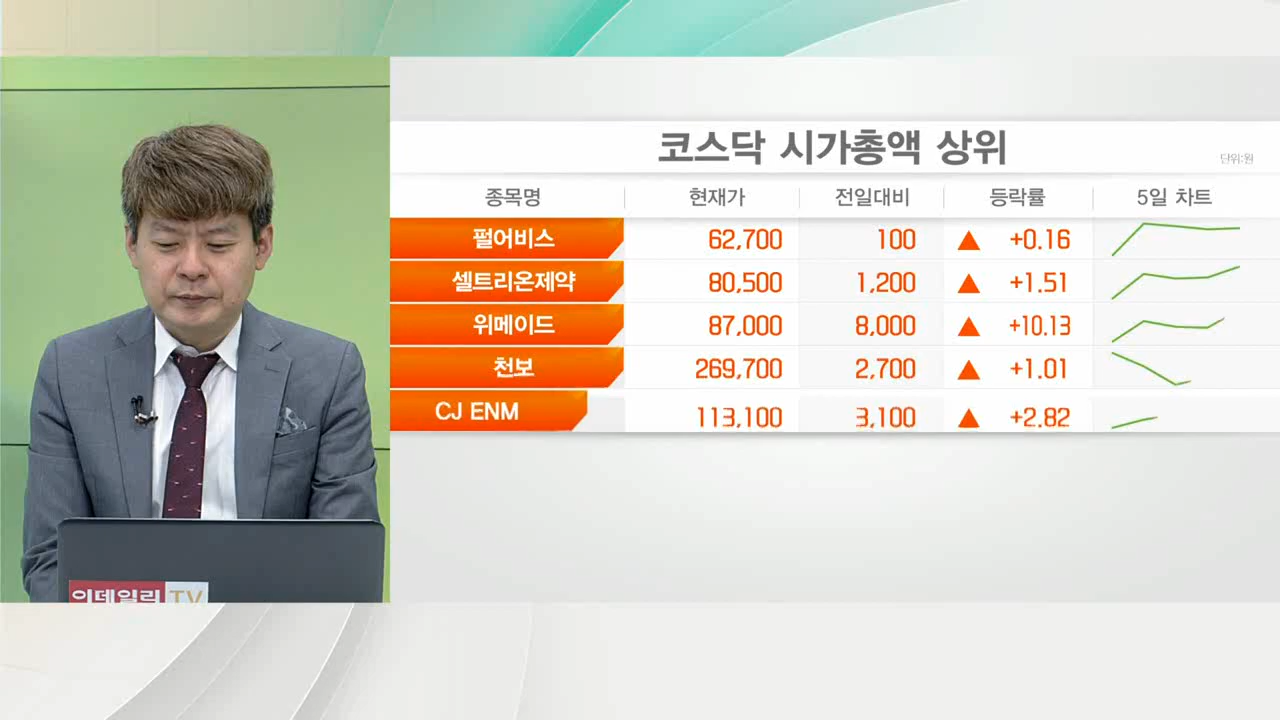 코스닥 시가총액 상위
단위:원
종목명 현재가 전일대비 등락률 5일 차트
펄어비스 62,700 100 ▲ +0.16
셀트리온제약 80,500 1,200 ▲ +1.51
위메이드 87,000 8,000 ▲ +10.13
천보 269,700 2,700 ▲ +1.01
CJ ENM 113,100 3,100 ▲ +2.82
이데일리 TV